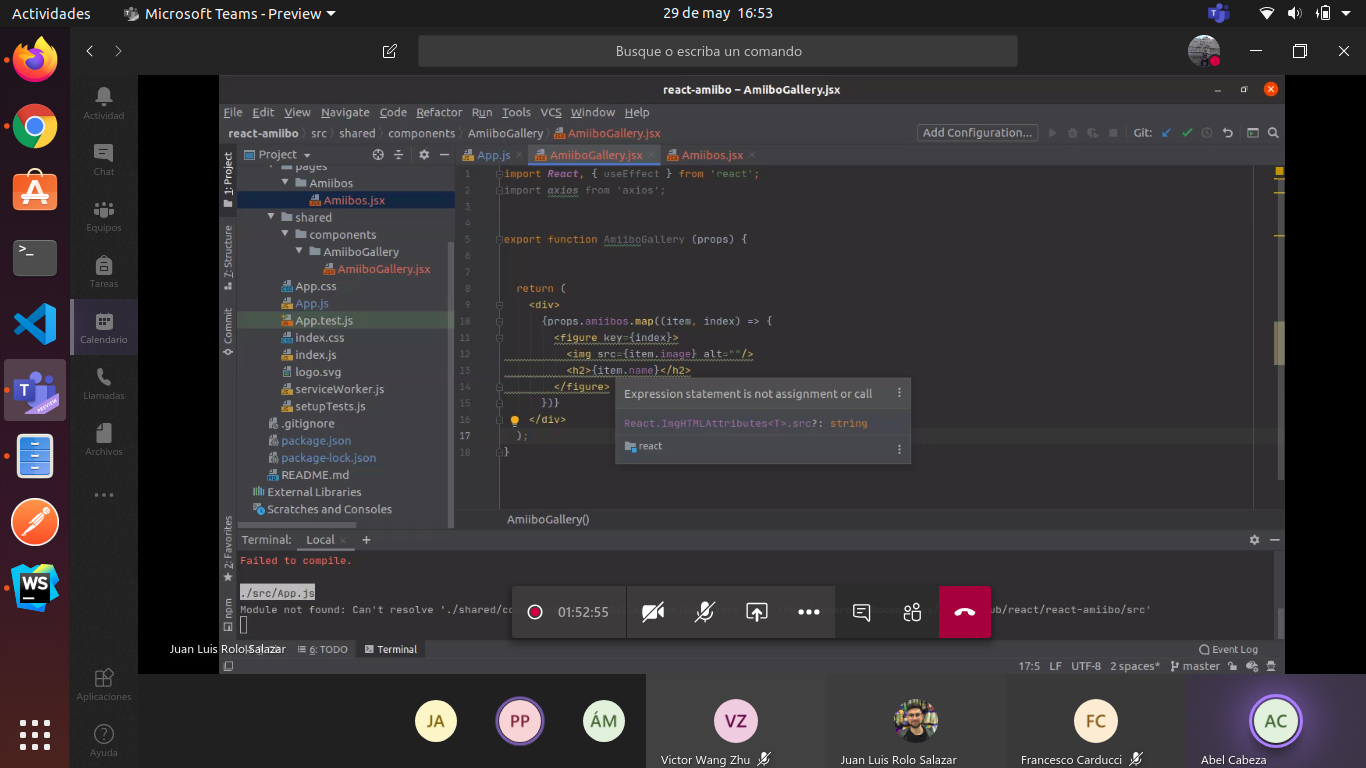 Actividades
Microsoft Teams - Preview
29 de may 16:53
Busque o escriba un comando
Actividad
Chat
Equipos
Tareas
Calendario
Llamadas
Archivos
Aplicaciones
Ayuda
react-amiibo – AmiiboGallery.jsx
File Edit View Navigate Code Refactor Run Tools VCS Window Help
react-amiibo src shared components AmiiboGallery AmiiboGallery.jsx
Add Configuration...
Git:
1: Project
7: Structure
Commit
2: Favorites
npm
Project
pages
Amiibos
Amiibos.jsx
shared
components
AmiiboGallery
AmiiboGallery.jsx
App.css
App.js
App.test.js
index.css
index.js
logo.svg
serviceWorker.js
setupTests.js
.gitignore
package.json
package-lock.json
README.md
External Libraries
Scratches and Consoles
App.js AmiiboGallery.jsx Amiibos.jsx
1 import React, { useEffect } from 'react';
2 import axios from 'axios';
3
4
5 export function AmiiboGallery (props) {
6
7
8 return (
9 <div>
10 {props.amiibos.map((item, index) => {
11 <figure key={index}>
12 <img src={item.image} alt=""/>
13 <h2>{item.name}</h2>
14 </figure>
15 })}
16 </div>
17 );
18 }
Expression statement is not assignment or call
React.ImgHTMLAttributes<T>.src?: string
react
AmiiboGallery()
Terminal: Local +
Failed to compile.
./src/App.js
Module not found: Can't resolve './shared/co
ub/react/react-amiibo/src'
01:52:55
Juan Luis Rolo Salazar
6: TODO
Terminal
Event Log
17:5 LF UTF-8 2 spaces* master
JA
PP
ÁM
VZ
FC
AC
Victor Wang Zhu
Juan Luis Rolo Salazar
Francesco Carducci
Abel Cabeza
WS
PREVIEW